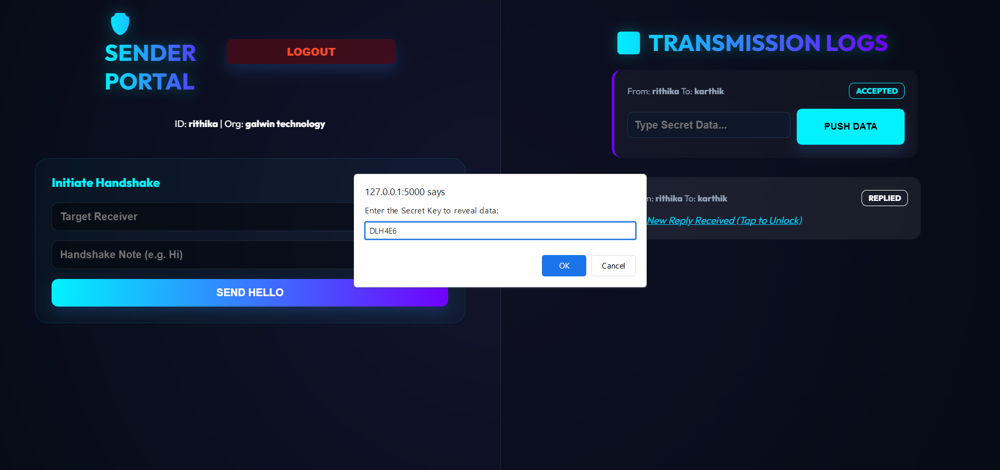 SENDER
PORTAL
LOGOUT
ID: rithika | Org: galwin technology
Initiate Handshake
Target Receiver
Handshake Note (e.g. Hi)
SEND HELLO
127.0.0.1:5000 says
Enter the Secret Key to reveal data:
DLH4E6
OK
Cancel
TRANSMISSION LOGS
From: rithika To: karthik
ACCEPTED
Type Secret Data...
PUSH DATA
rithika To: karthik
REPLIED
New Reply Received (Tap to Unlock)